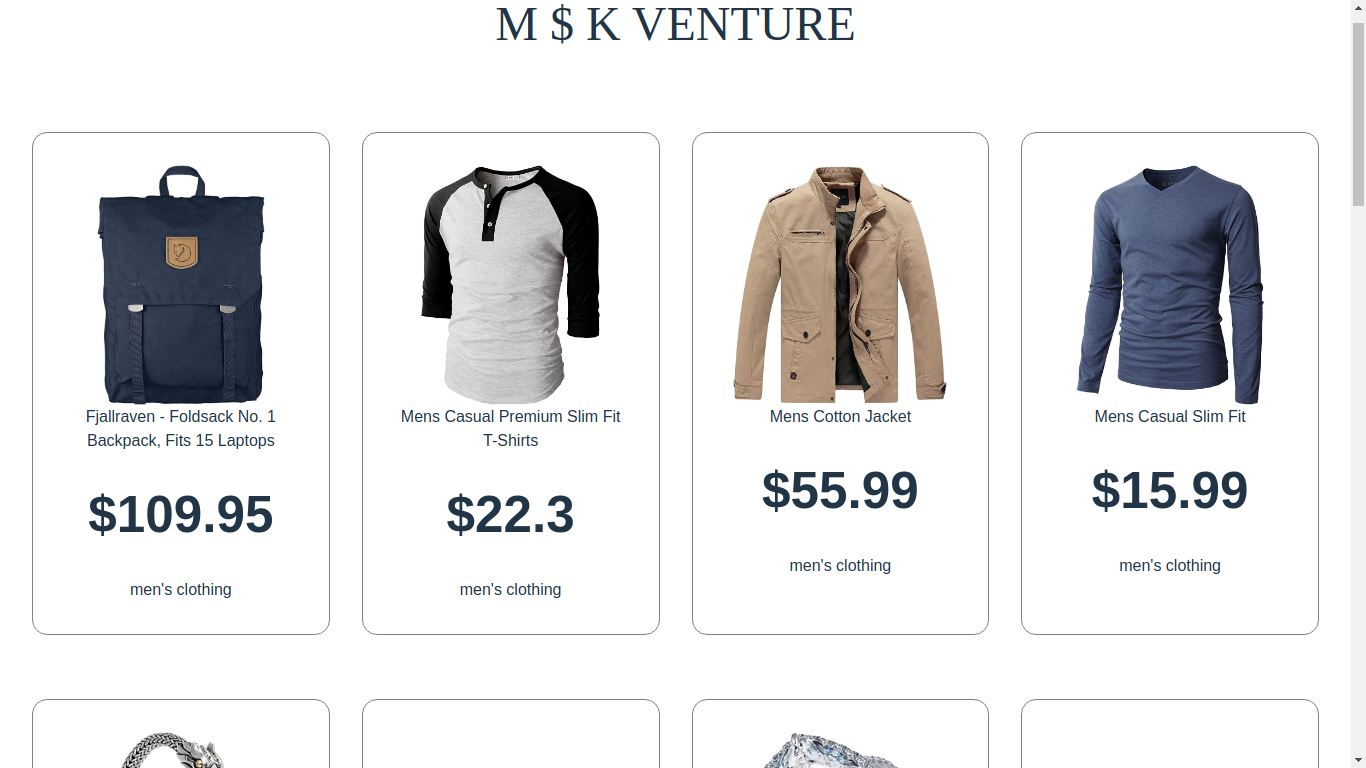 M $ K VENTURE
Fjallraven - Foldsack No. 1
Backpack, Fits 15 Laptops
$109.95
men's clothing
Mens Casual Premium Slim Fit
T-Shirts
$22.3
men's clothing
Mens Cotton Jacket
$55.99
men's clothing
Mens Casual Slim Fit
$15.99
men's clothing